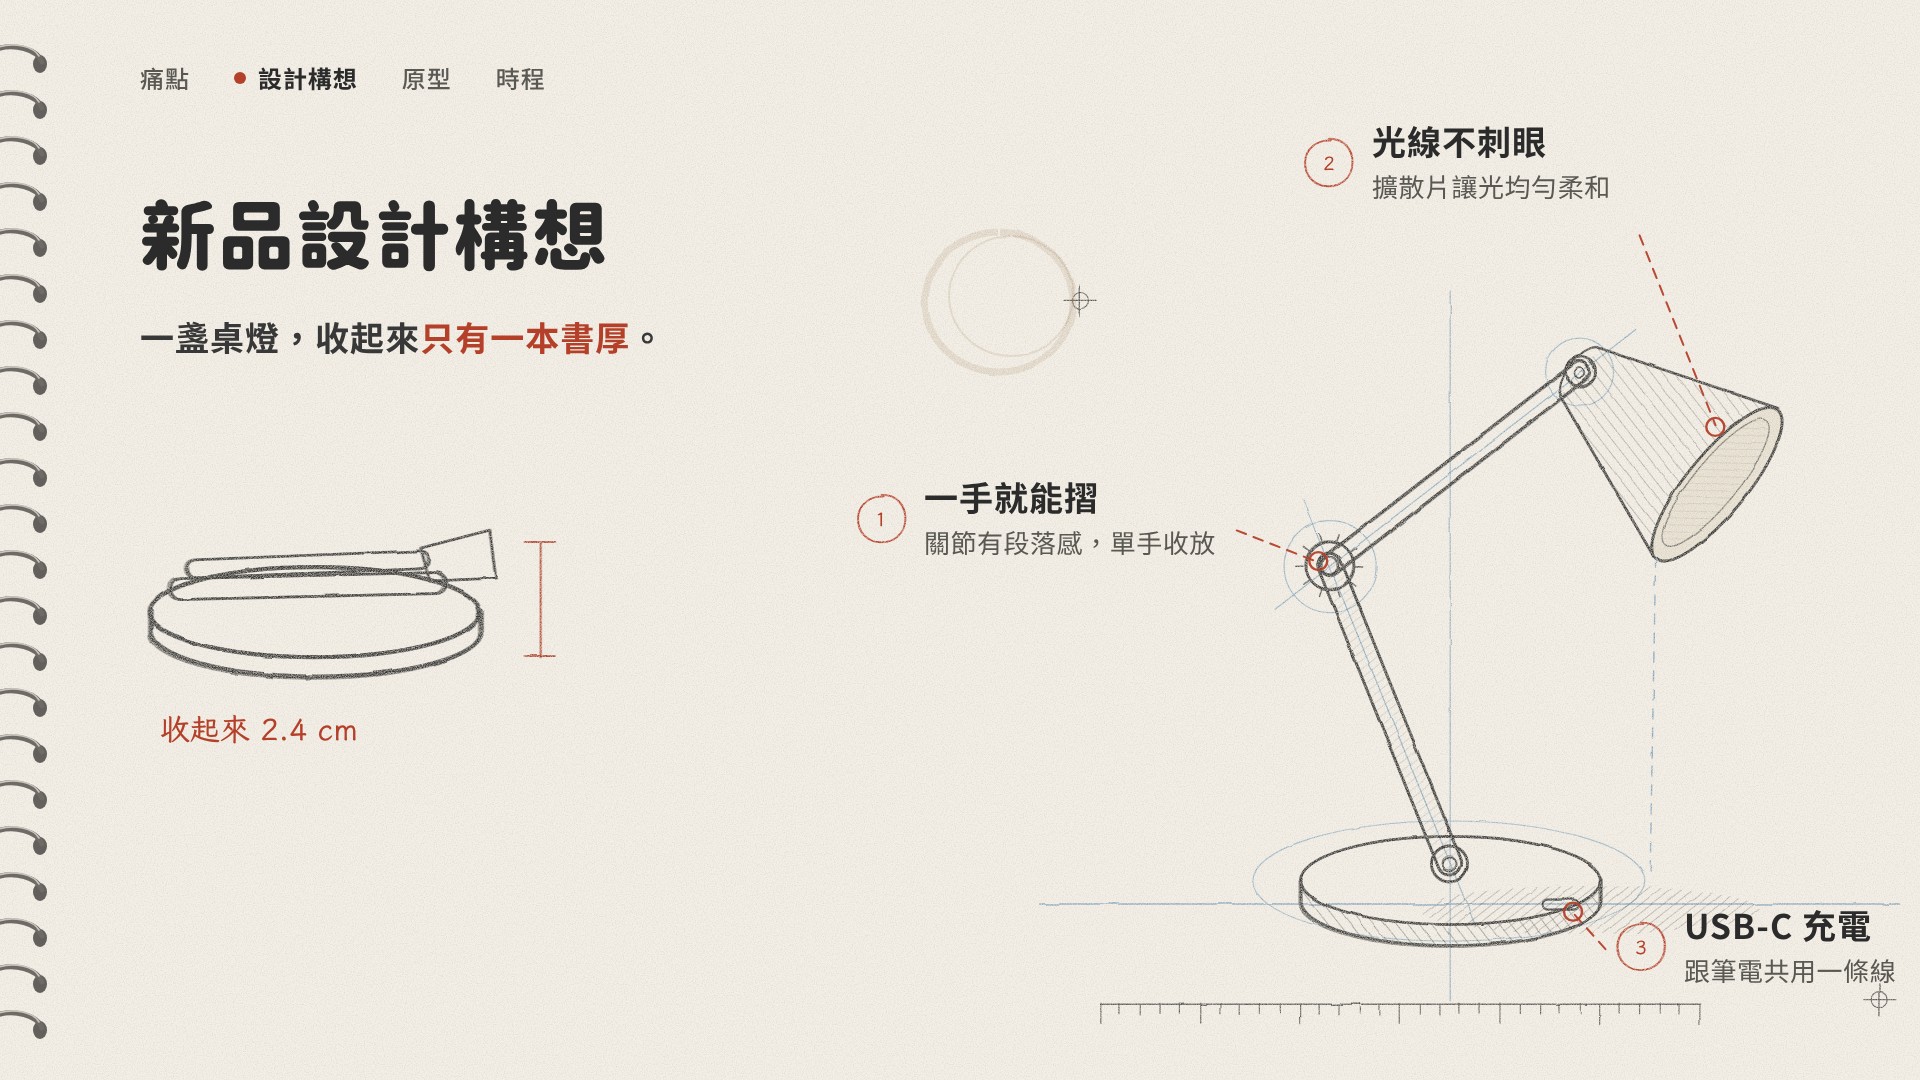 痛點
設計構想
原型
時程
新品設計構想
一盞桌燈，收起來只有一本書厚。
2
光線不刺眼
擴散片讓光均勻柔和
1
一手就能摺
關節有段落感，單手收放
收起來 2.4 cm
3
USB-C 充電
跟筆電共用一條線